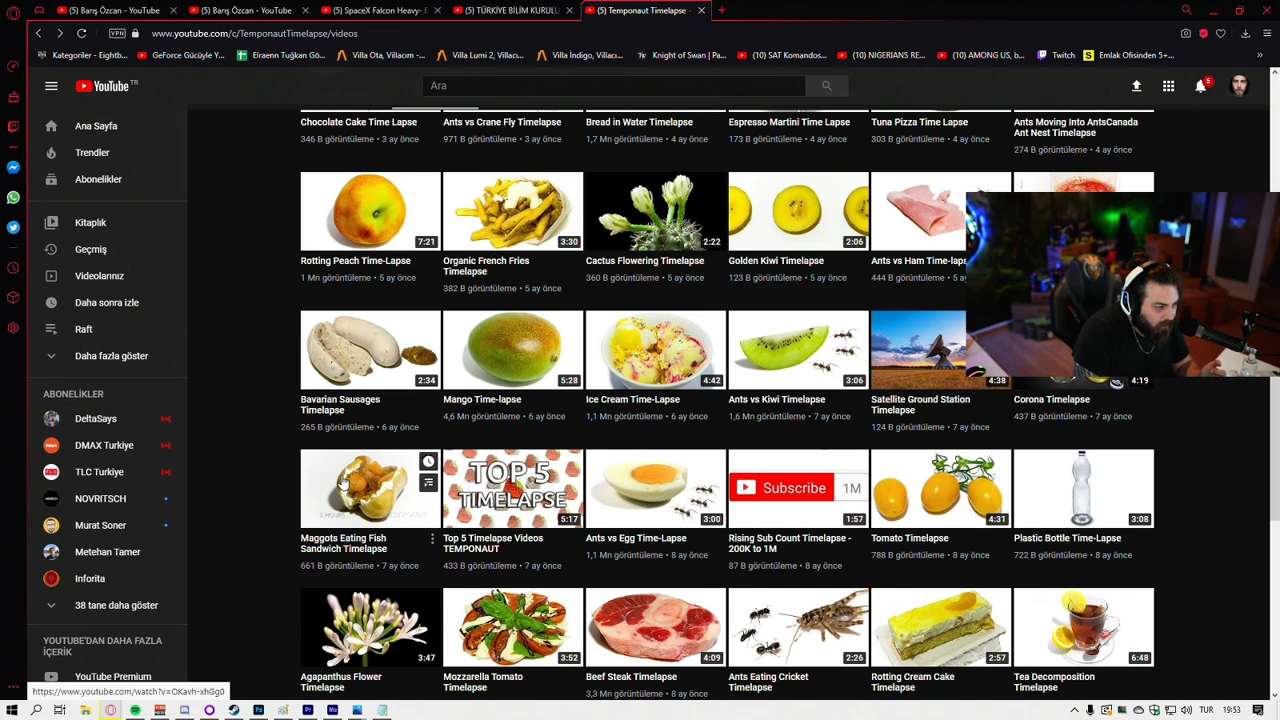 (5) Barış Özcan - YouTube
(5) Barış Özcan - YouTube
(5) SpaceX Falcon Heavy- E
(5) TÜRKİYE BİLİM KURULU
(5) Temponaut Timelapse -
VPN
www.youtube.com/c/TemponautTimelapse/videos
Kategoriler - Eightb...
GeForce Gücüyle Y...
Elraenn Tuğkan Gö...
Villa Ota, Villacım -...
Villa Lumi 2, Villacı...
Villa İndigo, Villacı...
Knight of Swan | Pa...
(10) SAT Komandos...
(10) NIGERIANS RE...
(10) AMONG US, b...
Twitch
Emlak Ofisinden 5+...
YouTube TR
Ara
5
Ana Sayfa
Trendler
Abonelikler
Kitaplık
Geçmiş
Videolarınız
Daha sonra izle
Raft
Daha fazla göster
ABONELİKLER
DeltaSays
DMAX Turkiye
TLC Turkiye
NOVRITSCH
Murat Soner
Metehan Tamer
Inforita
38 tane daha göster
YOUTUBE'DAN DAHA FAZLA
İÇERİK
YouTube Premium
Chocolate Cake Time Lapse
346 B görüntüleme • 3 ay önce
Ants vs Crane Fly Timelapse
971 B görüntüleme • 3 ay önce
Bread in Water Timelapse
1,7 Mn görüntüleme • 4 ay önce
Espresso Martini Time Lapse
173 B görüntüleme • 4 ay önce
Tuna Pizza Time Lapse
303 B görüntüleme • 4 ay önce
Ants Moving Into AntsCanada
Ant Nest Timelapse
274 B görüntüleme • 4 ay önce
7:21
Rotting Peach Time-Lapse
1 Mn görüntüleme • 5 ay önce
3:30
Organic French Fries
Timelapse
382 B görüntüleme • 5 ay önce
2:22
Cactus Flowering Timelapse
360 B görüntüleme • 5 ay önce
2:06
Golden Kiwi Timelapse
123 B görüntüleme • 5 ay önce
Ants vs Ham Time-laps
444 B görüntüleme • 5 ay
2:34
Bavarian Sausages
Timelapse
265 B görüntüleme • 6 ay önce
5:28
Mango Time-lapse
4,6 Mn görüntüleme • 6 ay önce
4:42
Ice Cream Time-Lapse
1,1 Mn görüntüleme • 6 ay önce
3:06
Ants vs Kiwi Timelapse
1,6 Mn görüntüleme • 7 ay önce
4:38
Satellite Ground Station
Timelapse
124 B görüntüleme • 7 ay önce
4:19
Corona Timelapse
437 B görüntüleme • 7 ay önce
Maggots Eating Fish
Sandwich Timelapse
661 B görüntüleme • 7 ay önce
TOP 5
TIMELAPSE
5:17
Top 5 Timelapse Videos
TEMPONAUT
433 B görüntüleme • 7 ay önce
3:00
Ants vs Egg Time-Lapse
1,1 Mn görüntüleme • 8 ay önce
Subscribe 1M
1:57
Rising Sub Count Timelapse -
200K to 1M
87 B görüntüleme • 8 ay önce
4:31
Tomato Timelapse
788 B görüntüleme • 8 ay önce
3:08
Plastic Bottle Time-Lapse
722 B görüntüleme • 8 ay önce
3:47
Agapanthus Flower
Timelapse
3:52
Mozzarella Tomato
Timelapse
4:09
Beef Steak Timelapse
3,3 Mn görüntüleme • 8 ay önce
2:26
Ants Eating Cricket
Timelapse
2:57
Rotting Cream Cake
Timelapse
6:48
Tea Decomposition
Timelapse
https://www.youtube.com/watch?v=OKavh-xhGg0
TUR
19:53